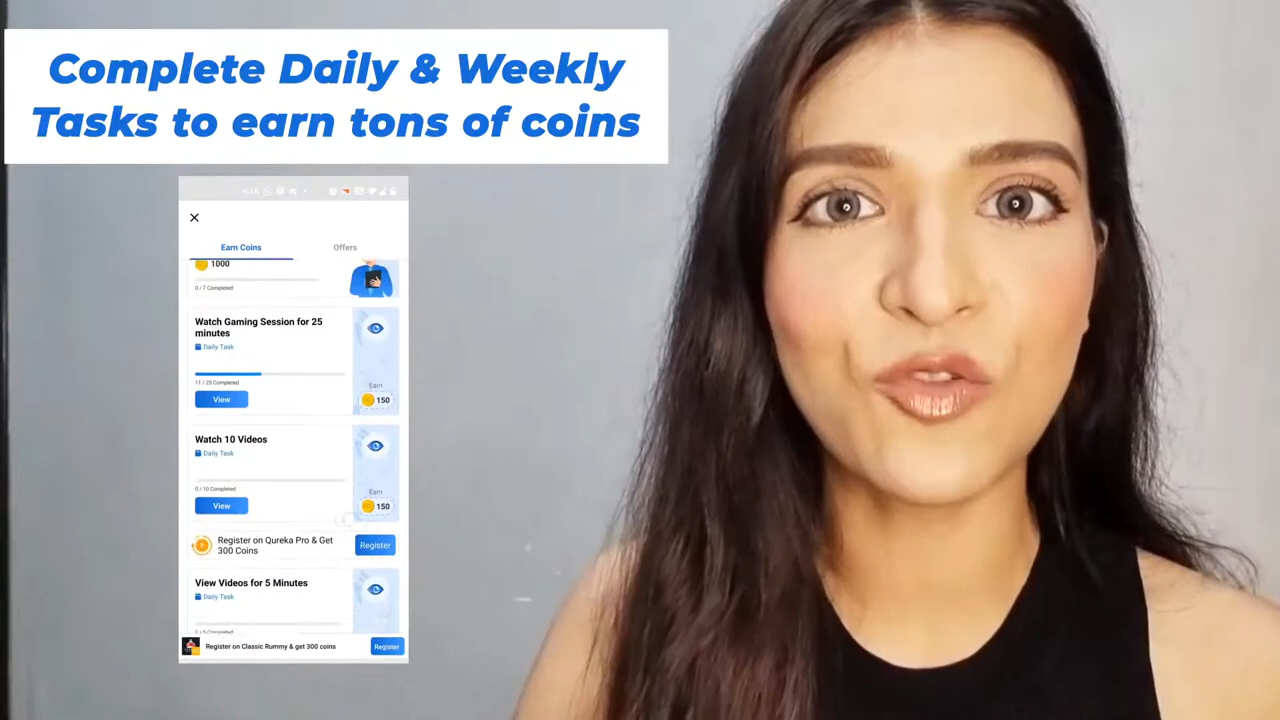 Complete Daily & Weekly
Tasks to earn tons of coins
Earn Coins
Offers
1000
0 / 7 Completed
Watch Gaming Session for 25
minutes
Daily Task
11 / 25 Completed
View
Earn
150
Watch 10 Videos
Daily Task
0 / 10 Completed
View
Earn
150
Register on Qureka Pro & Get
300 Coins
Register
View Videos for 5 Minutes
Daily Task
0 / 5 Completed
Register on Classic Rummy & get 300 coins
Register